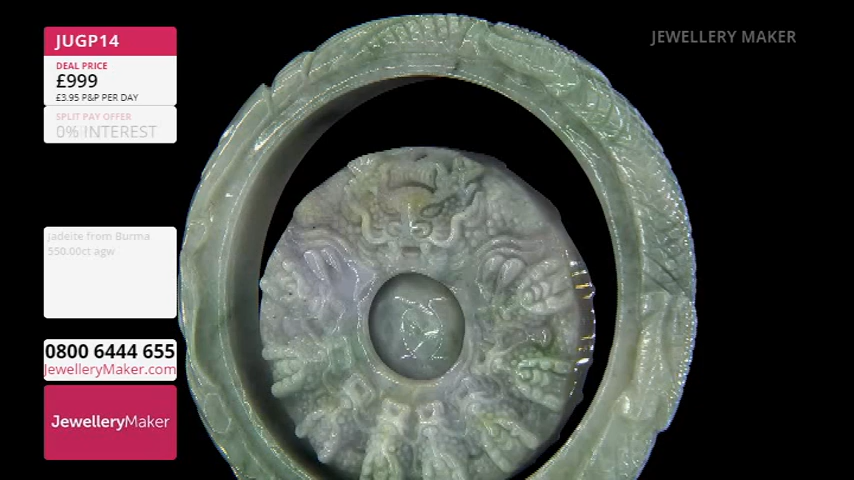 JUGP14
DEAL PRICE
£999
£3.95 P&P PER DAY
SPLIT PAY OFFER
0% INTEREST
Jadeite from Burma
550.00ct agw
0800 6444 655
JewelleryMaker.com
JewelleryMaker
JEWELLERY MAKER